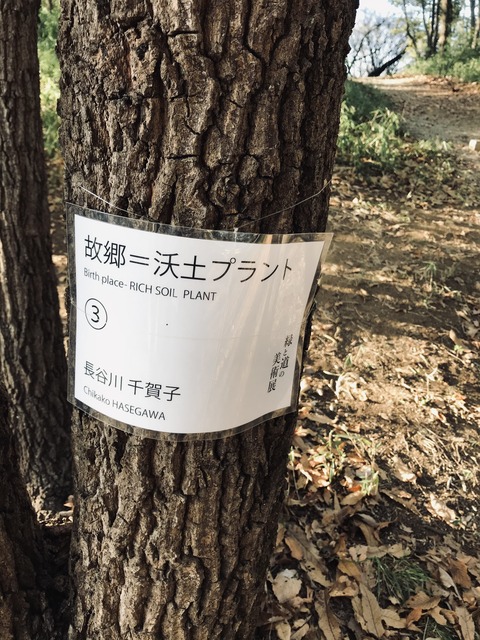 故郷＝沃土プラント
Birth place- RICH SOIL PLANT
③
長谷川 千賀子
Chikako HASEGAWA
緑と道の
美術展